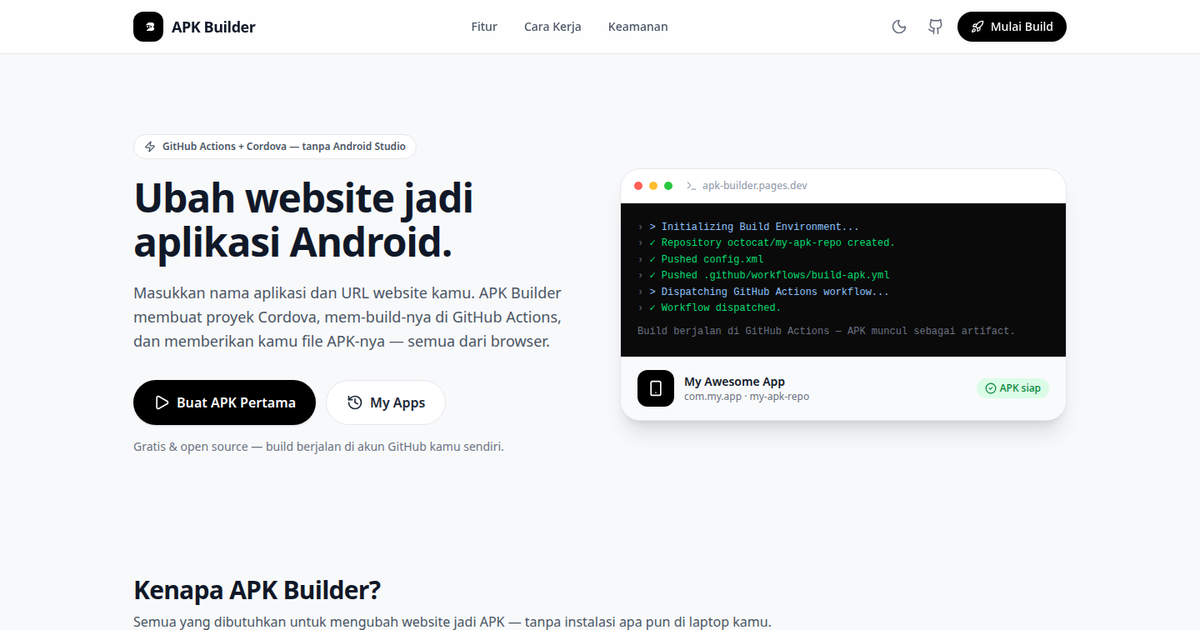 APK Builder
Fitur
Cara Kerja
Keamanan
Mulai Build
GitHub Actions + Cordova — tanpa Android Studio
Ubah website jadi
aplikasi Android.
Masukkan nama aplikasi dan URL website kamu. APK Builder
membuat proyek Cordova, mem-build-nya di GitHub Actions,
dan memberikan kamu file APK-nya — semua dari browser.
Buat APK Pertama
My Apps
Gratis & open source — build berjalan di akun GitHub kamu sendiri.
>_ apk-builder.pages.dev
› > Initializing Build Environment...
› ✓ Repository octocat/my-apk-repo created.
› ✓ Pushed config.xml
› ✓ Pushed .github/workflows/build-apk.yml
› > Dispatching GitHub Actions workflow...
› ✓ Workflow dispatched.
Build berjalan di GitHub Actions — APK muncul sebagai artifact.
My Awesome App
com.my.app · my-apk-repo
APK siap
Kenapa APK Builder?
Semua yang dibutuhkan untuk mengubah website jadi APK — tanpa instalasi apa pun di laptop kamu.